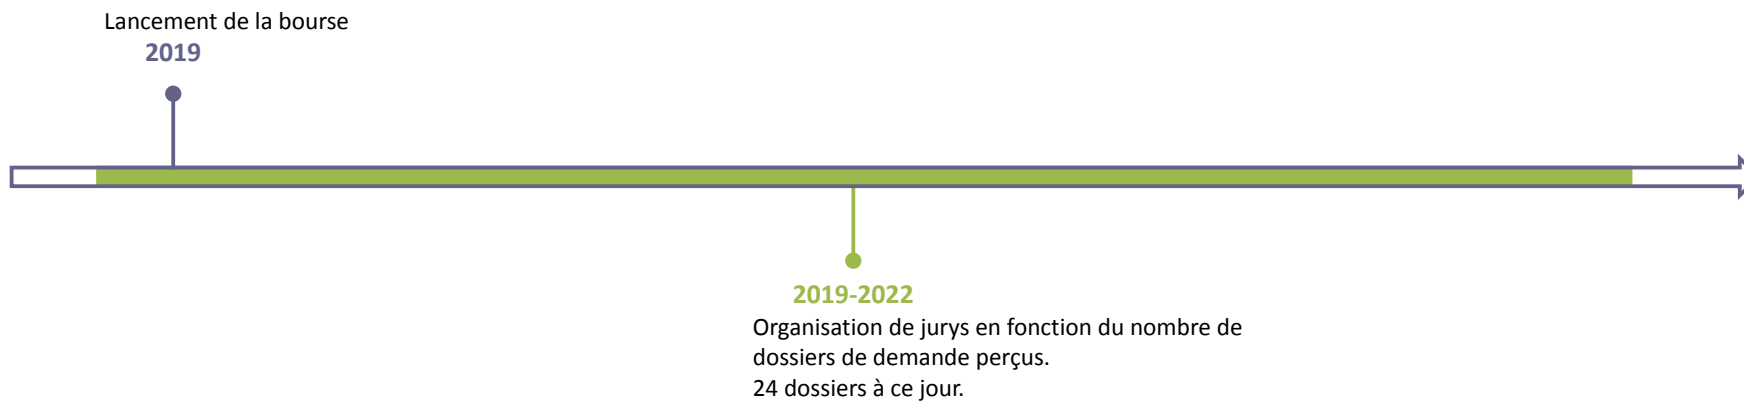 Lancement de la bourse
2019
2019-2022
Organisation de jurys en fonction du nombre de
dossiers de demande perçus.
24 dossiers à ce jour.